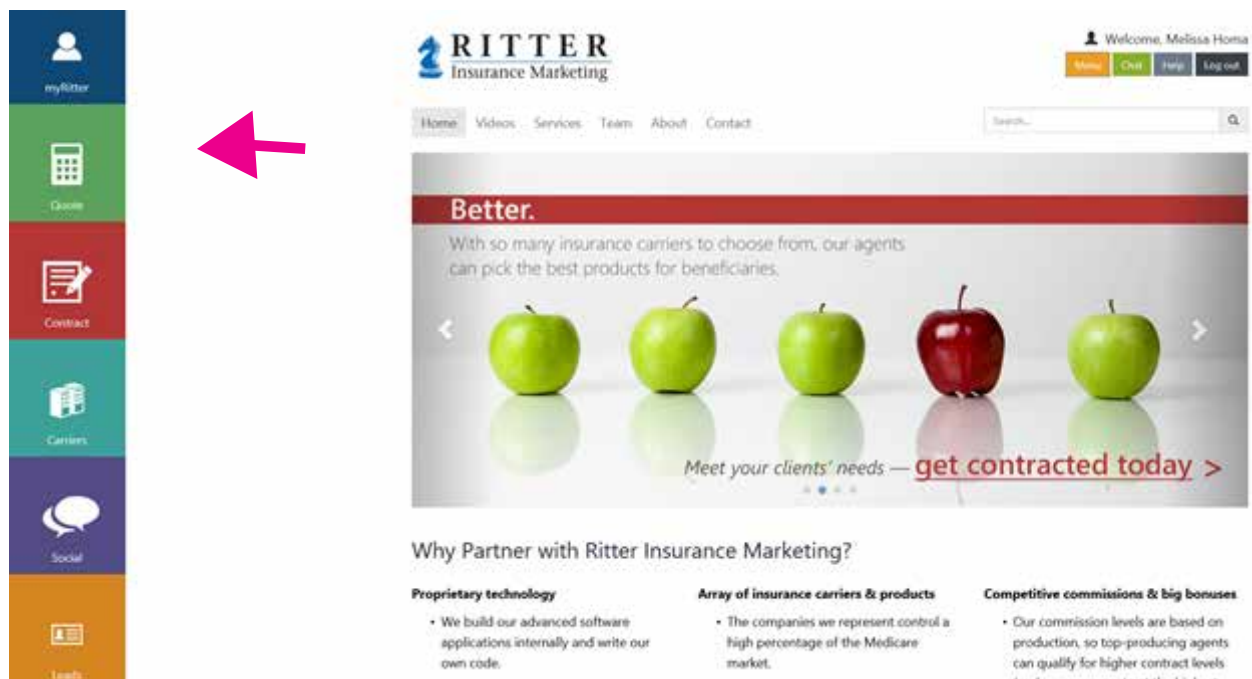 myRitter
Quote
Contract
Carriers
Social
Leads
RITTER
Insurance Marketing
Welcome, Melissa Homa
Menu Chat Help Log out
Home Videos Services Team About Contact
Search...
Better.
With so many insurance carriers to choose from, our agents
can pick the best products for beneficiaries.
Meet your clients' needs — get contracted today >
Why Partner with Ritter Insurance Marketing?
Proprietary technology
• We build our advanced software
applications internally and write our
own code.
Array of insurance carriers & products
• The companies we represent control a
high percentage of the Medicare
market.
Competitive commissions & big bonuses
• Our commission levels are based on
production, so top-producing agents
can qualify for higher contract levels